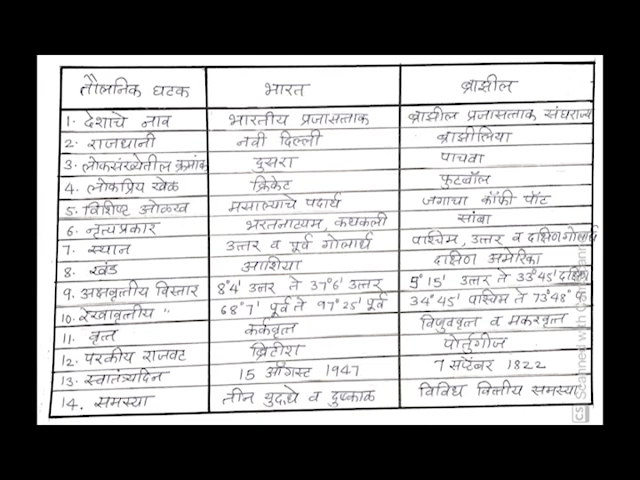 तौलनिक घटक भारत ब्राझील
1. देशाचे नाव भारतीय प्रजासत्ताक ब्राझील प्रजासत्ताक संघराज्य
2. राजधानी नवी दिल्ली ब्राझीलिया
3. लोकसंख्येतील क्रमांक दुसरा पाचवा
4. लोकप्रिय खेळ क्रिकेट फुटबॉल
5. विशिष्ट ओळख मसाल्याचे पदार्थ जगाचा कॉफी पॉट
6. नृत्यप्रकार भरतनाट्यम, कथकली सांबा
7. स्थान उत्तर व पूर्व गोलार्ध पश्चिम, उत्तर व दक्षिण गोलार्ध
8. खंड आशिया दक्षिण अमेरिका
9. अक्षवृत्तीय विस्तार 8°4' उत्तर ते 37°6' उत्तर 5°15' उत्तर ते 33°45' दक्षिण
10. रेखावृत्तीय " 68°7' पूर्व ते 97°25' पूर्व 34°45' पश्चिम ते 73°48' प
11. वृत्त कर्कवृत्त विषुववृत्त व मकरवृत्त
12. परकीय राजवट ब्रिटीश पोर्तुगीज
13. स्वातंत्र्यदिन 15 ऑगस्ट 1947 7 सप्टेंबर 1822
14. समस्या तीन युद्धे व दुष्काळ विविध वित्तीय समस्या
CS Scanned with